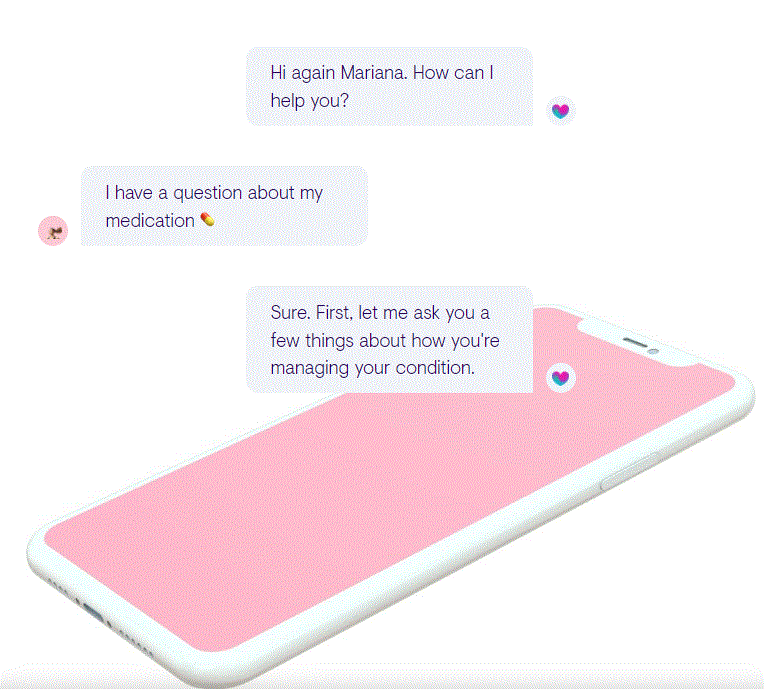 Hi again Mariana. How can I
help you?
I have a question about my
medication 💊
Sure. First, let me ask you a
few things about how you're
managing your condition.